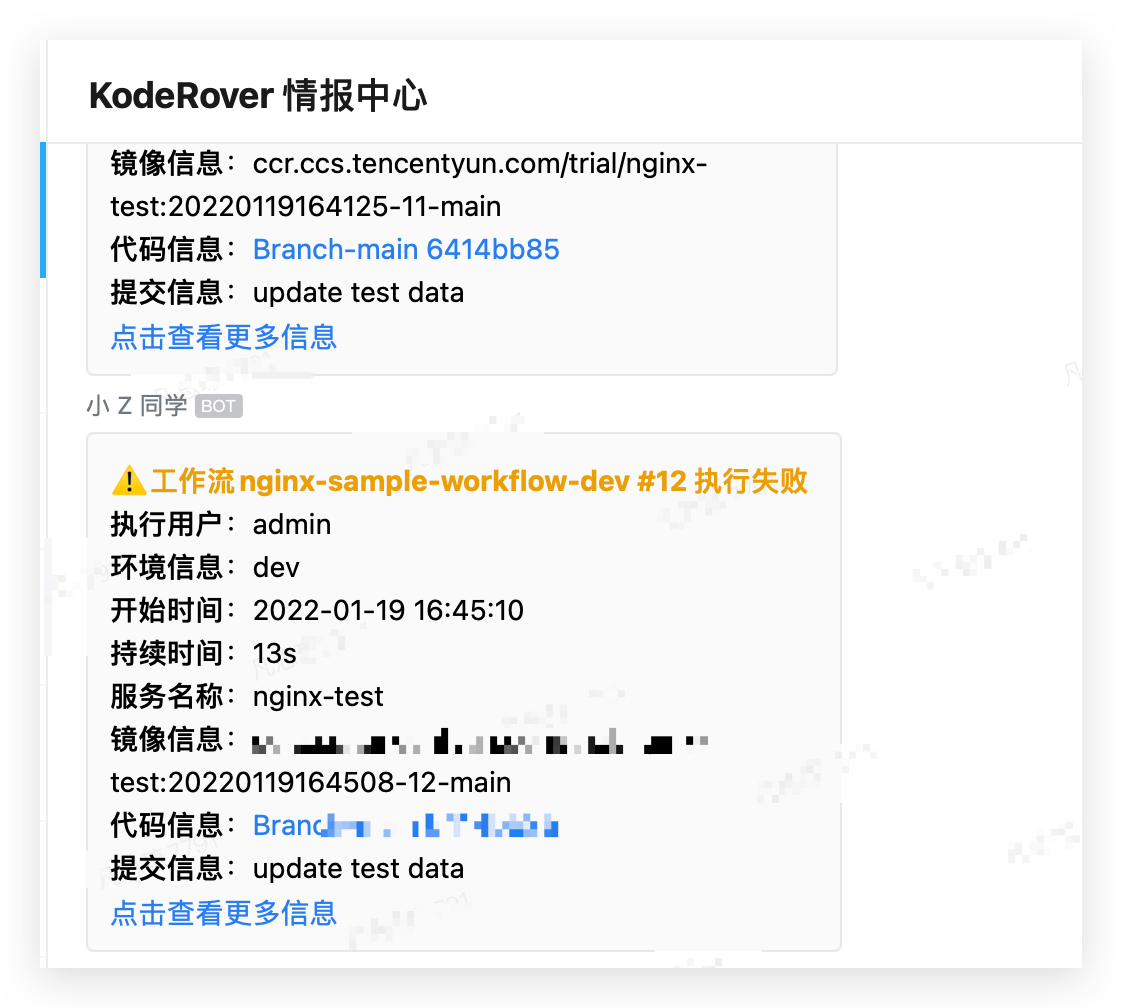 KodeRover 情报中心
镜像信息：ccr.ccs.tencentyun.com/trial/nginx-
test:20220119164125-11-main
代码信息：Branch-main 6414bb85
提交信息：update test data
点击查看更多信息
小 Z 同学 BOT
⚠️工作流 nginx-sample-workflow-dev #12 执行失败
执行用户：admin
环境信息：dev
开始时间：2022-01-19 16:45:10
持续时间：13s
服务名称：nginx-test
镜像信息：
test:20220119164508-12-main
代码信息：
提交信息：update test data
点击查看更多信息